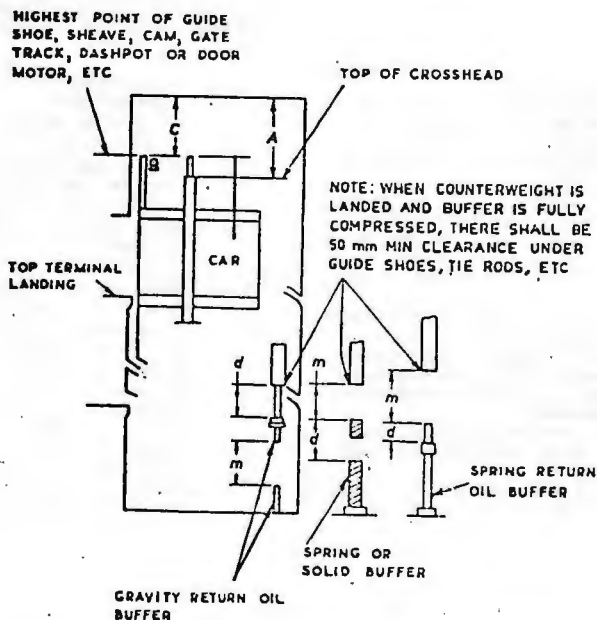 HIGHEST POINT OF GUIDE
SHOE, SHEAVE, CAM, GATE
TRACK, DASHPOT OR DOOR
MOTOR, ETC
TOP OF CROSSHEAD
C
A
g
NOTE: WHEN COUNTERWEIGHT IS
LANDED AND BUFFER IS FULLY
COMPRESSED, THERE SHALL BE
50 mm MIN CLEARANCE UNDER
GUIDE SHOES, TIE RODS, ETC
CAR
TOP TERMINAL
LANDING
d
m
m
d
m
d
SPRING RETURN
OIL BUFFER
SPRING OR
SOLID BUFFER
GRAVITY RETURN OIL
BUFFER